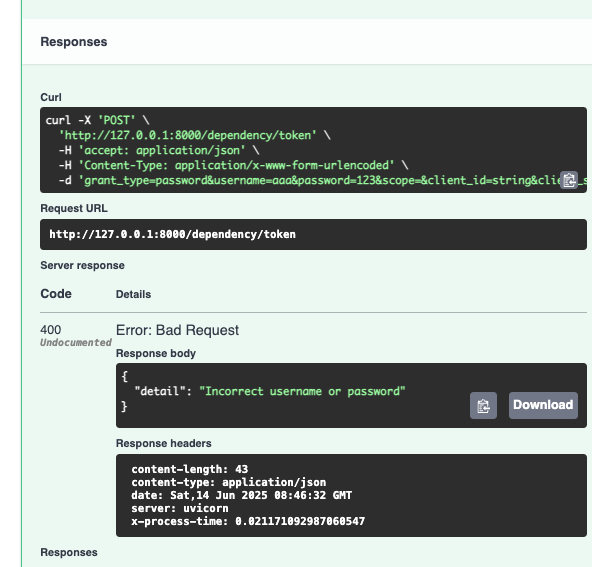 Responses
Curl
curl -X 'POST' \
'http://127.0.0.1:8000/dependency/token' \
-H 'accept: application/json' \
-H 'Content-Type: application/x-www-form-urlencoded' \
-d 'grant_type=password&username=aaa&password=123&scope=&client_id=string&clie
Request URL
http://127.0.0.1:8000/dependency/token
Server response
Code Details
400 Error: Bad Request
Undocumented
Response body
{
"detail": "Incorrect username or password"
}
Download
Response headers
content-length: 43
content-type: application/json
date: Sat,14 Jun 2025 08:46:32 GMT
server: uvicorn
x-process-time: 0.021171092987060547
Responses